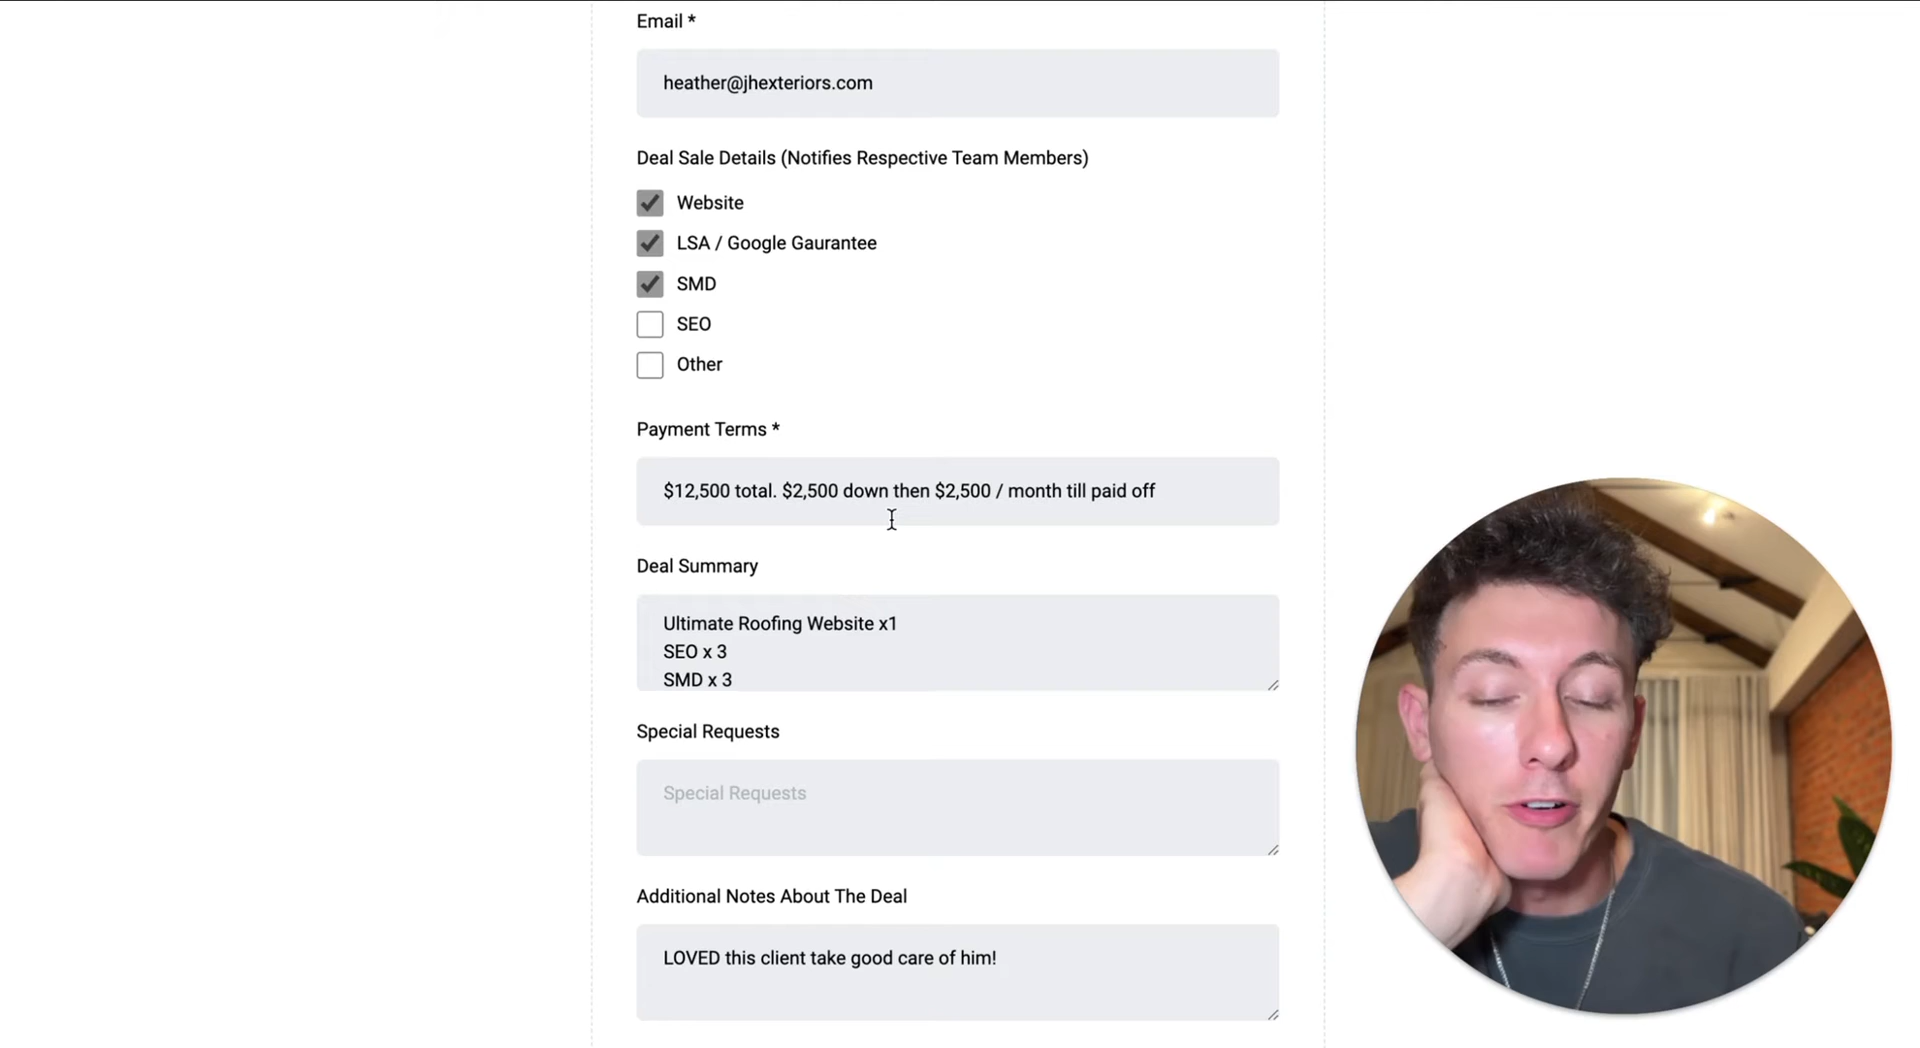 Email *
heather@jhexteriors.com
Deal Sale Details (Notifies Respective Team Members)
Website
LSA / Google Gaurantee
SMD
SEO
Other
Payment Terms *
$12,500 total. $2,500 down then $2,500 / month till paid off
Deal Summary
Ultimate Roofing Website x1
SEO x 3
SMD x 3
Special Requests
Special Requests
Additional Notes About The Deal
LOVED this client take good care of him!